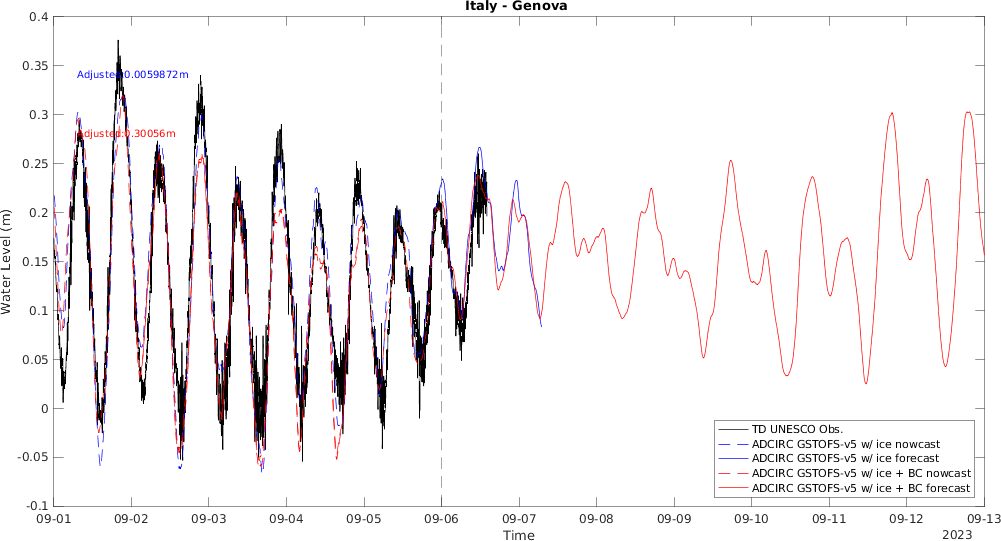 Italy - Genova
0.4
0.35
0.3
0.25
0.2
0.15
0.1
0.05
0
-0.05
-0.1
Water Level (m)
Adjusted:0.0059872m
Adjusted:0.30056m
TD UNESCO Obs.
ADCIRC GSTOFS-v5 w/ ice nowcast
ADCIRC GSTOFS-v5 w/ ice forecast
ADCIRC GSTOFS-v5 w/ ice + BC nowcast
ADCIRC GSTOFS-v5 w/ ice + BC forecast
09-01 09-02 09-03 09-04 09-05 09-06 09-07 09-08 09-09 09-10 09-11 09-12 09-13
Time
2023